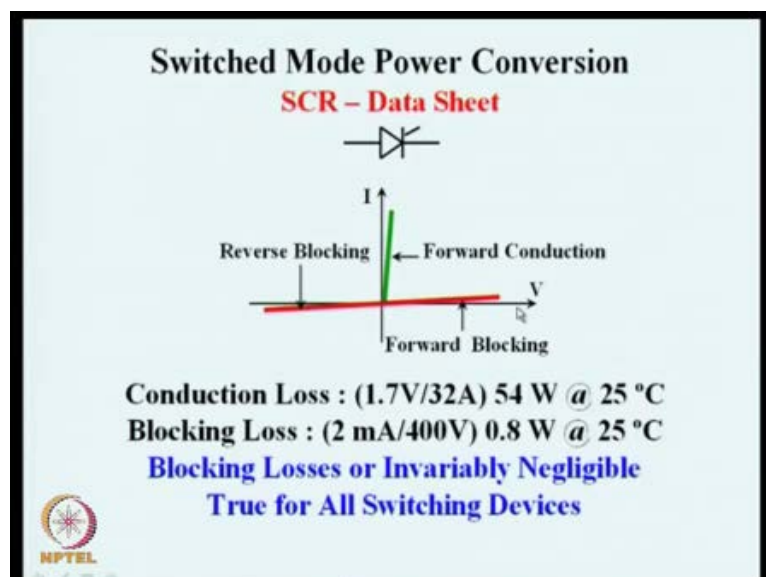 Switched Mode Power Conversion
SCR – Data Sheet
I
Reverse Blocking
Forward Conduction
V
Forward Blocking
Conduction Loss : (1.7V/32A) 54 W @ 25 ºC
Blocking Loss : (2 mA/400V) 0.8 W @ 25 ºC
Blocking Losses or Invariably Negligible
True for All Switching Devices
NPTEL